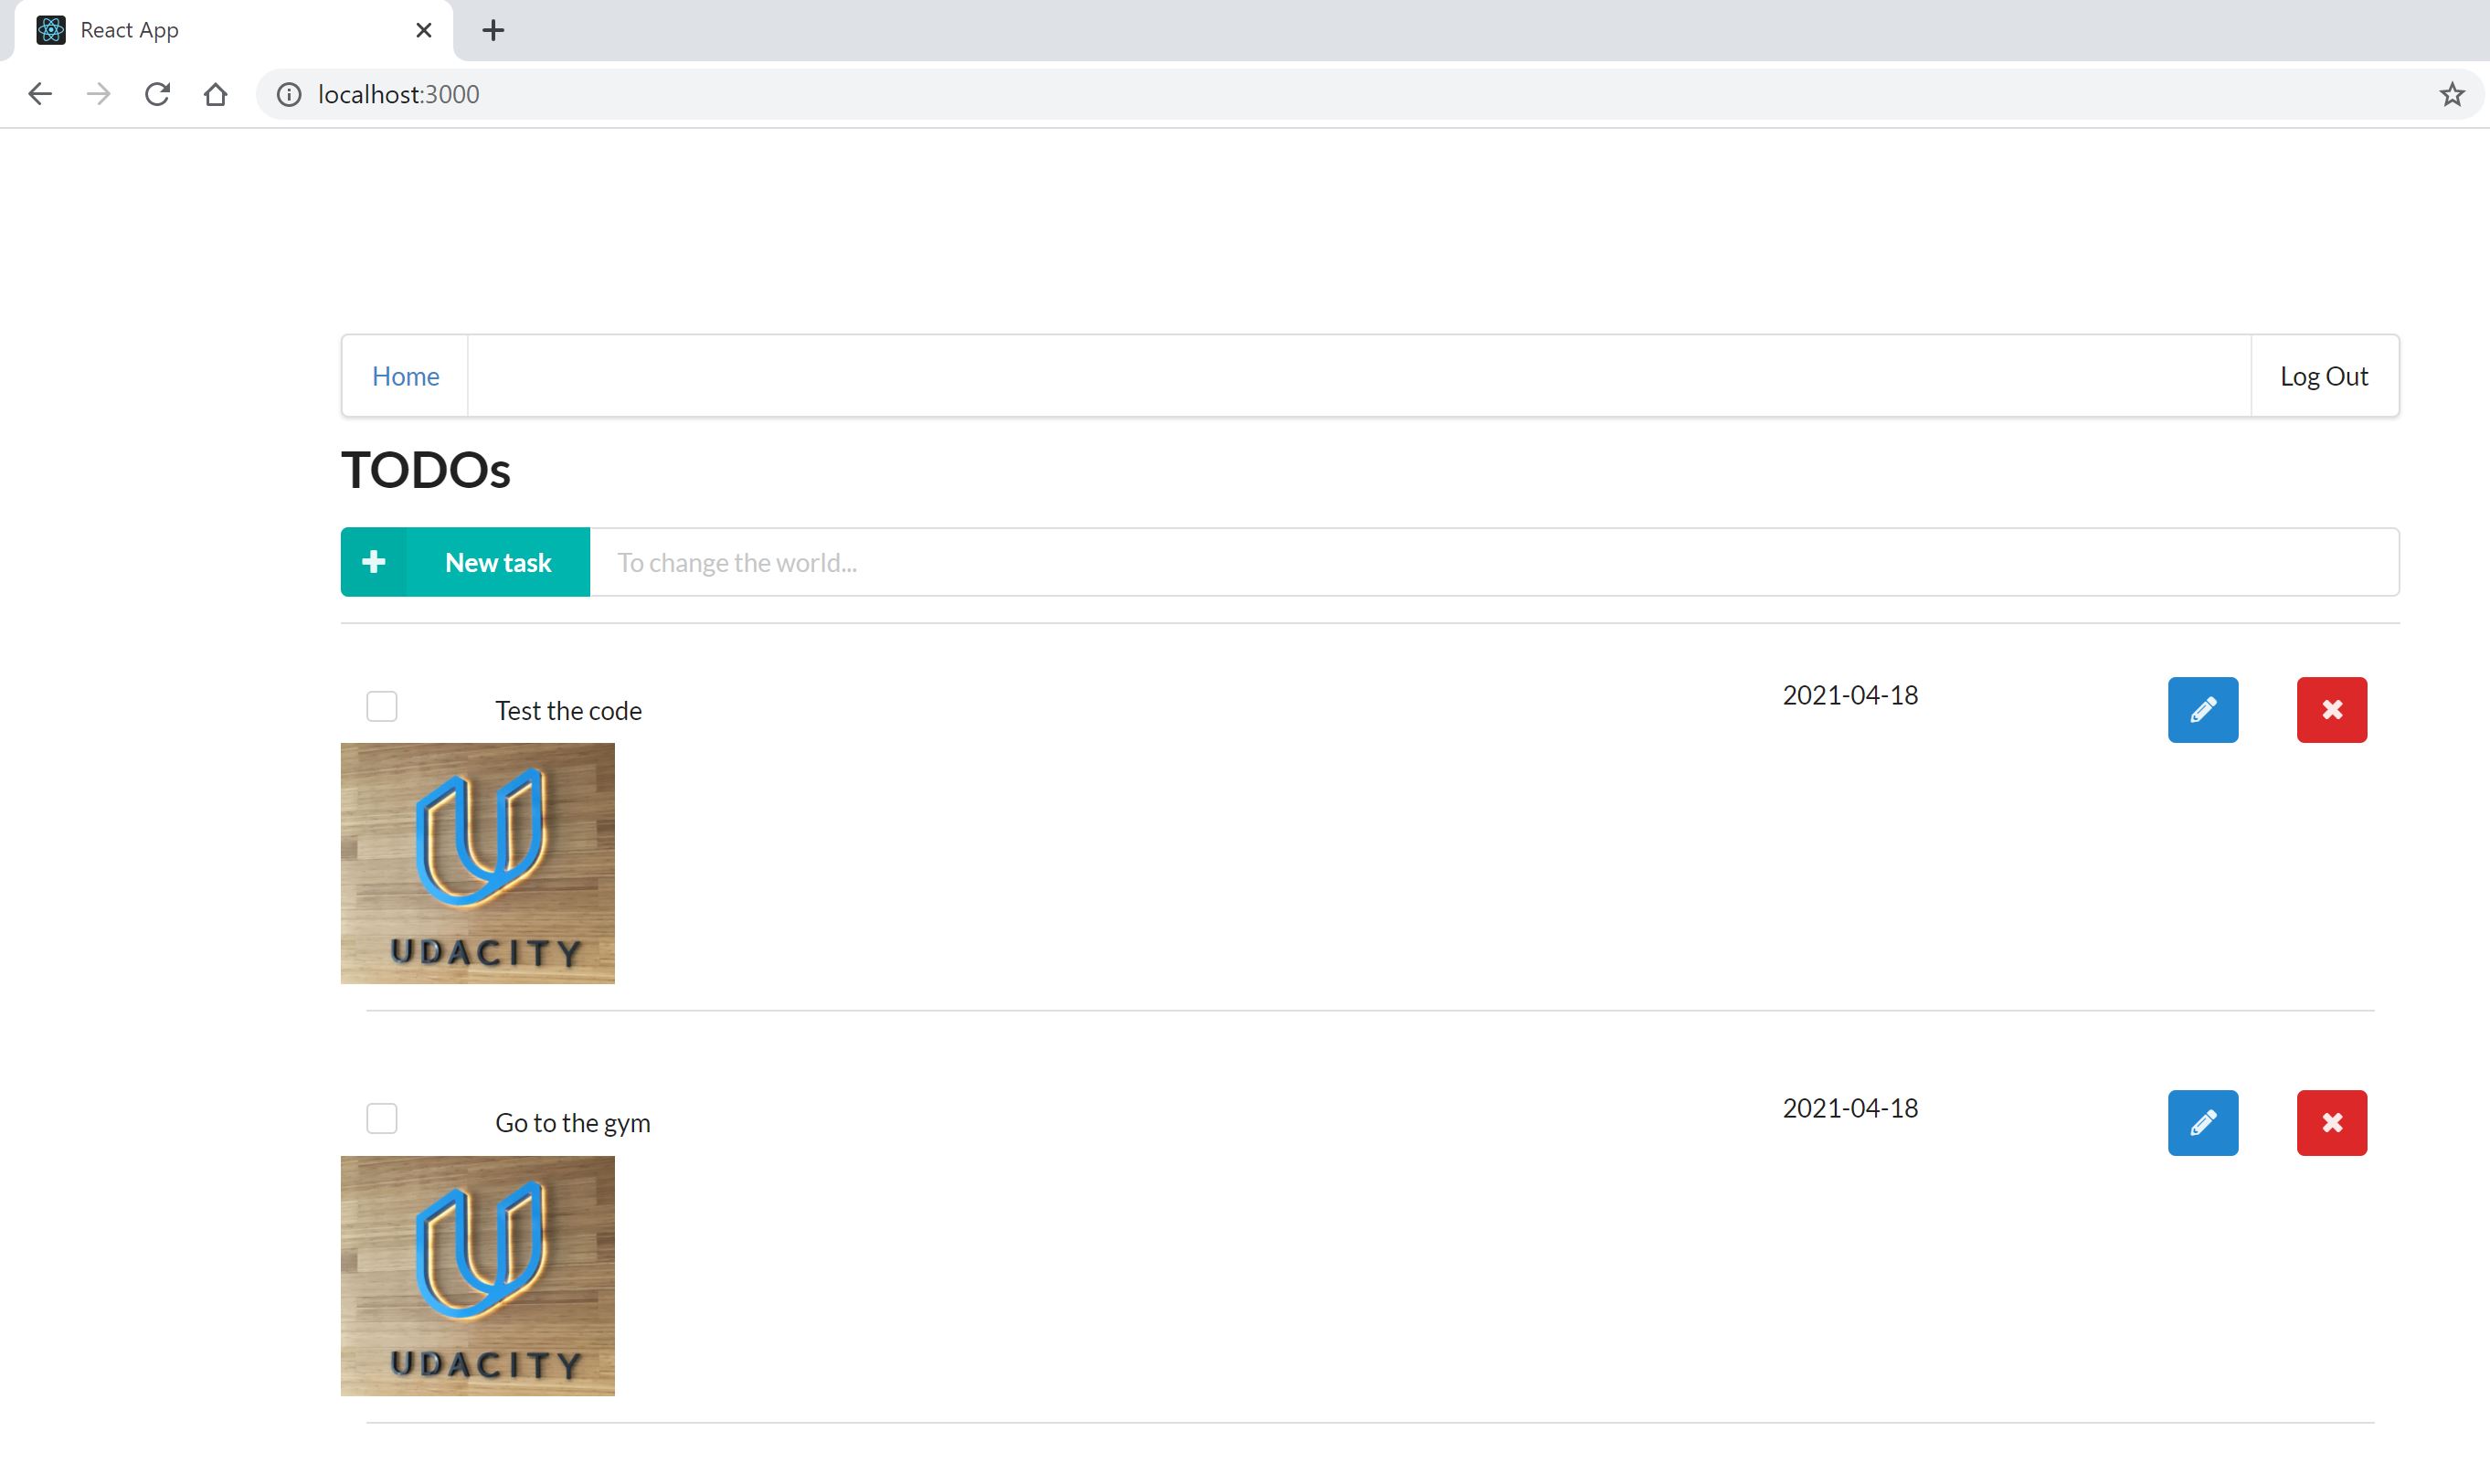 React App
localhost:3000
Home
Log Out
TODOs
New task
To change the world...
Test the code
2021-04-18
UDACITY
Go to the gym
2021-04-18
UDACITY